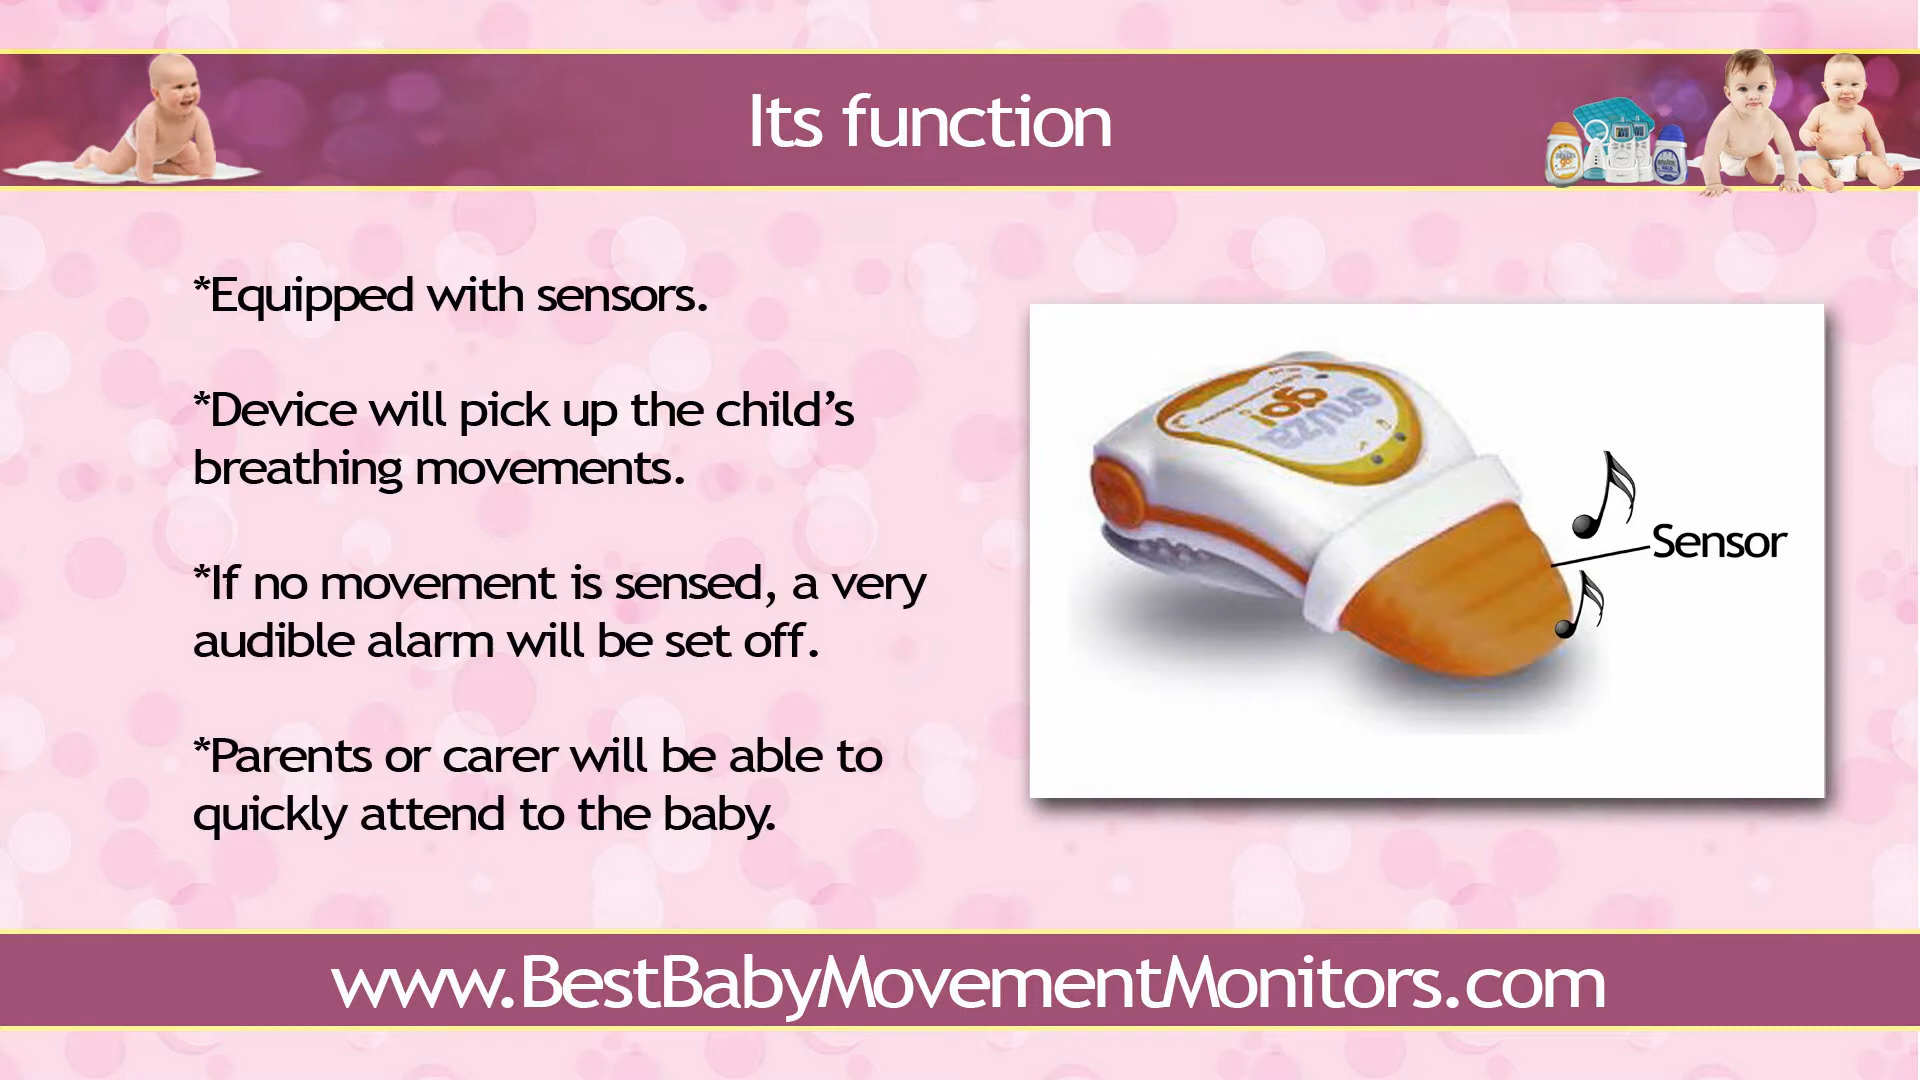 Its function
*Equipped with sensors.
*Device will pick up the child's
breathing movements.
*If no movement is sensed, a very
audible alarm will be set off.
*Parents or carer will be able to
quickly attend to the baby.
snuza
go!
Sensor
www.BestBabyMovementMonitors.com